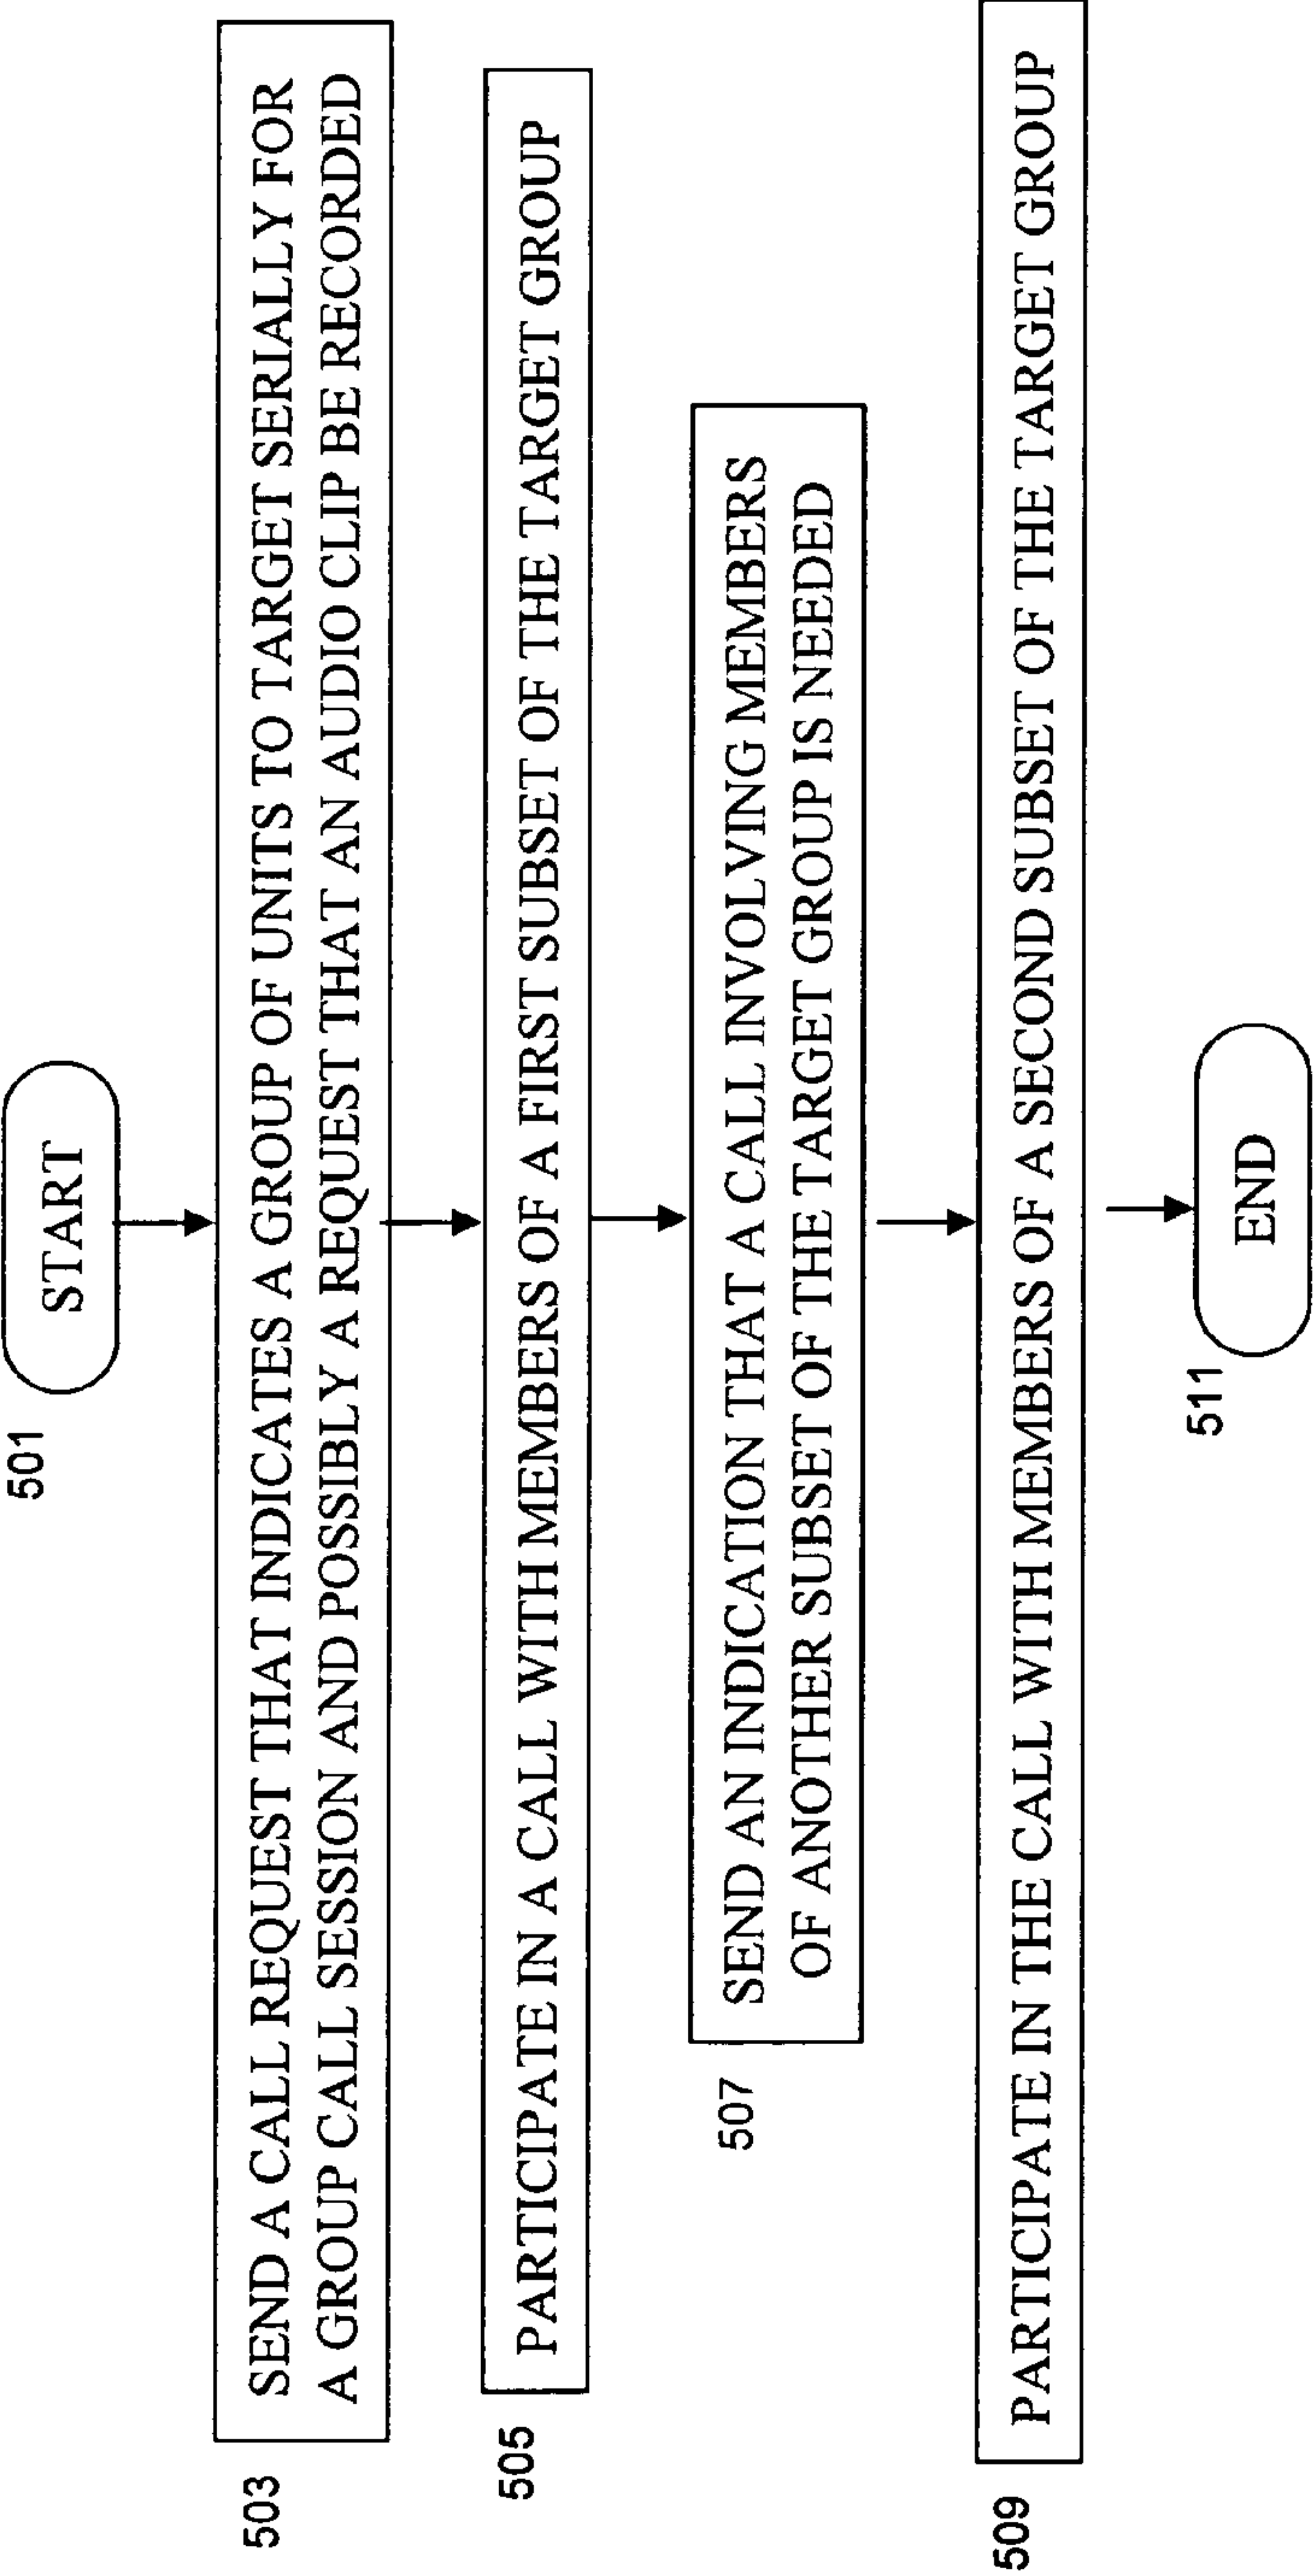 501
START
503
SEND A CALL REQUEST THAT INDICATES A GROUP OF UNITS TO TARGET SERIALLY FOR
A GROUP CALL SESSION AND POSSIBLY A REQUEST THAT AN AUDIO CLIP BE RECORDED
505
PARTICIPATE IN A CALL WITH MEMBERS OF A FIRST SUBSET OF THE TARGET GROUP
507
SEND AN INDICATION THAT A CALL INVOLVING MEMBERS
OF ANOTHER SUBSET OF THE TARGET GROUP IS NEEDED
509
PARTICIPATE IN THE CALL WITH MEMBERS OF A SECOND SUBSET OF THE TARGET GROUP
511
END